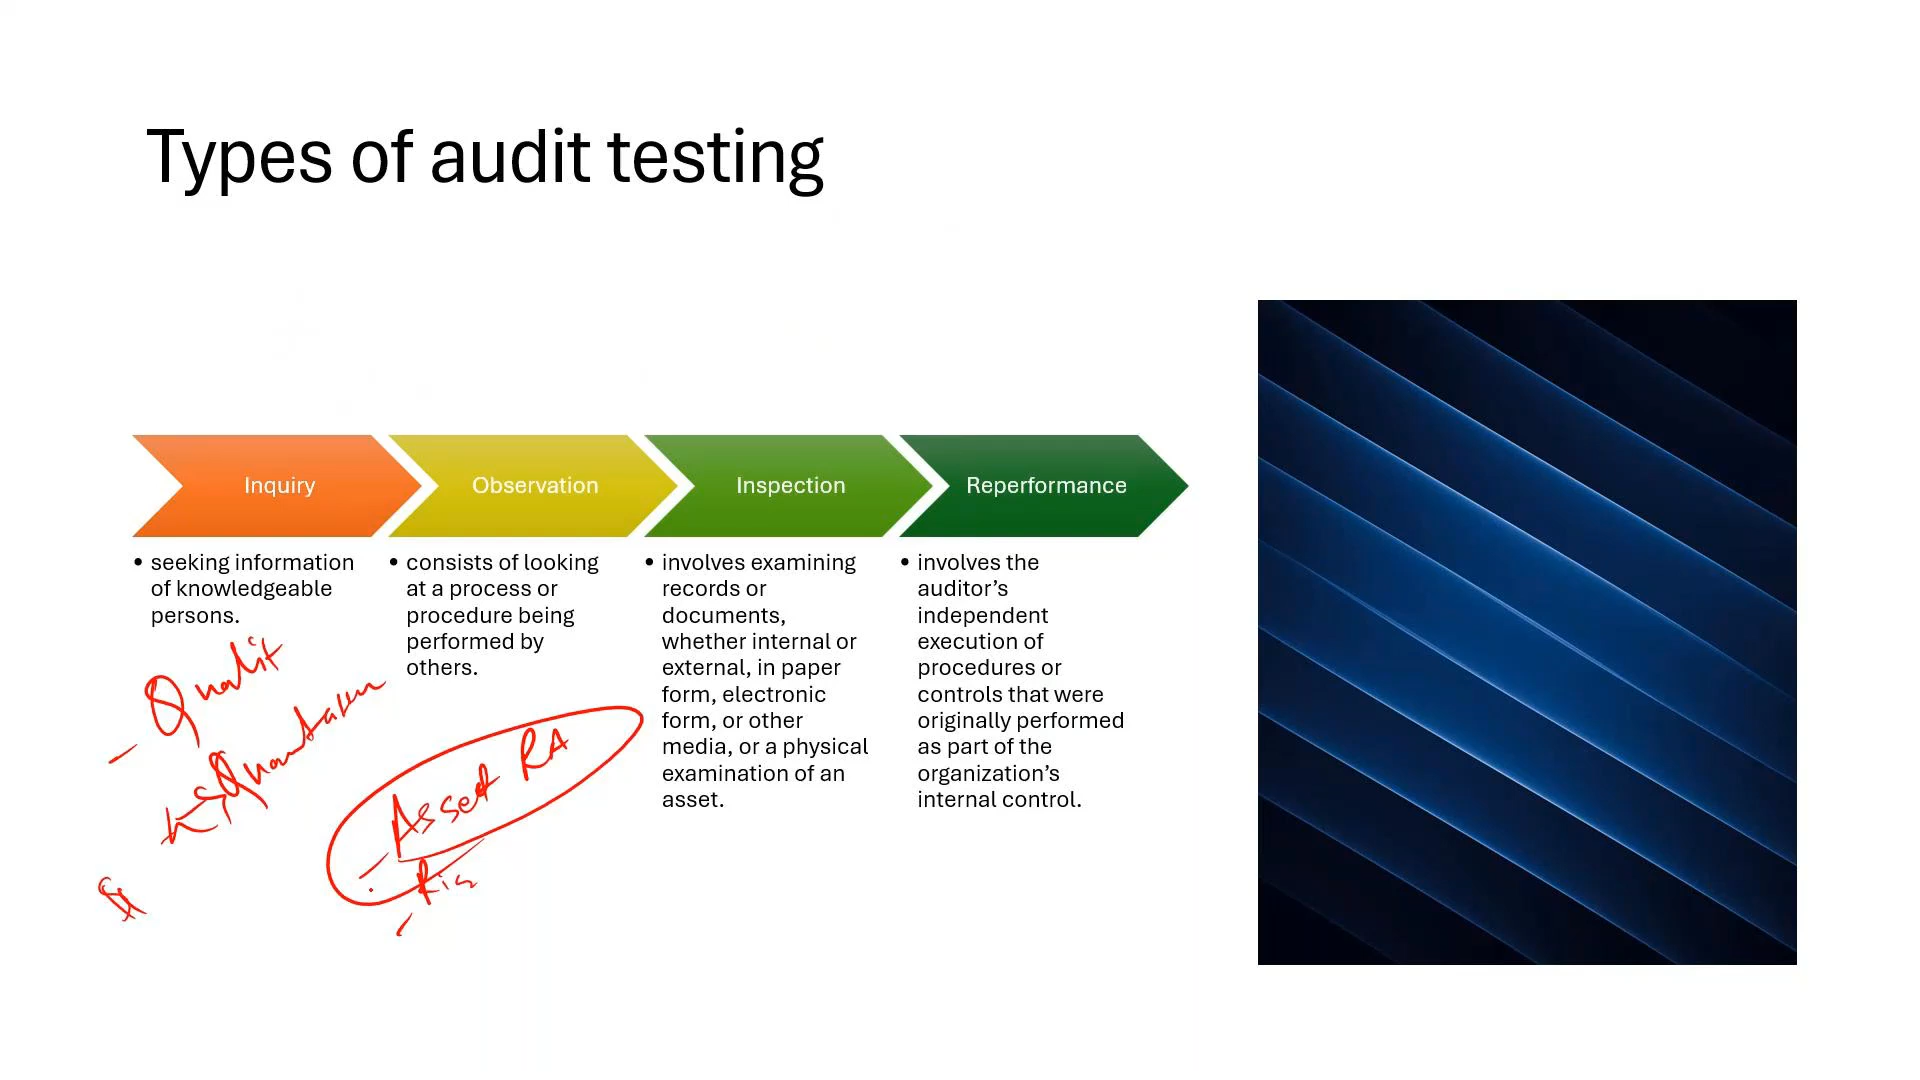 Types of audit testing
Inquiry
• seeking information
of knowledgeable
persons.
Observation
• consists of looking
at a process or
procedure being
performed by
others.
Inspection
• involves examining
records or
documents,
whether internal or
external, in paper
form, electronic
form, or other
media, or a physical
examination of an
asset.
Reperformance
• involves the
auditor’s
independent
execution of
procedures or
controls that were
originally performed
as part of the
organization’s
internal control.
- Qualit
- Asset RA